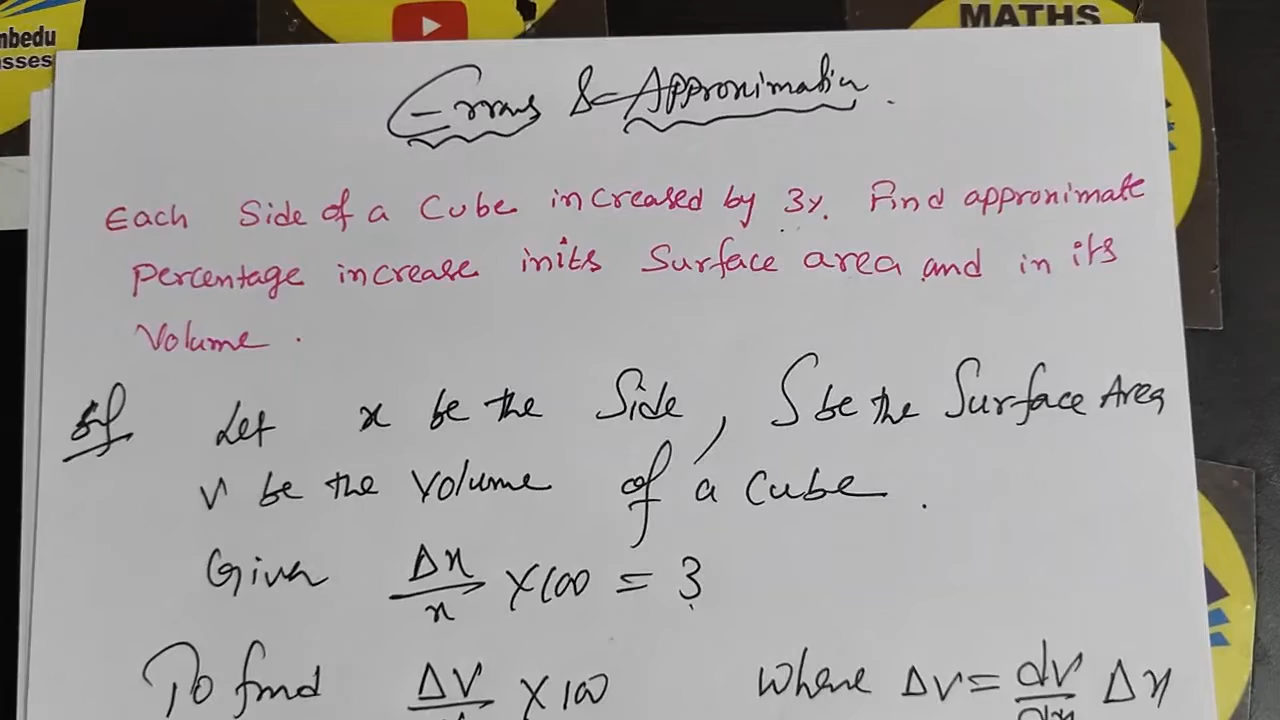 nbedu
sses
MATHS
Errors & Approximation.
Each Side of a Cube increased by 3%. Find approximate
percentage increase in its Surface area and in its
Volume.
Sol Let x be the Side, S be the Surface Area
V be the Volume of a Cube.
Given Δx/x ×100 = 3
To find ΔV/V ×100 where ΔV = dV/dx Δx